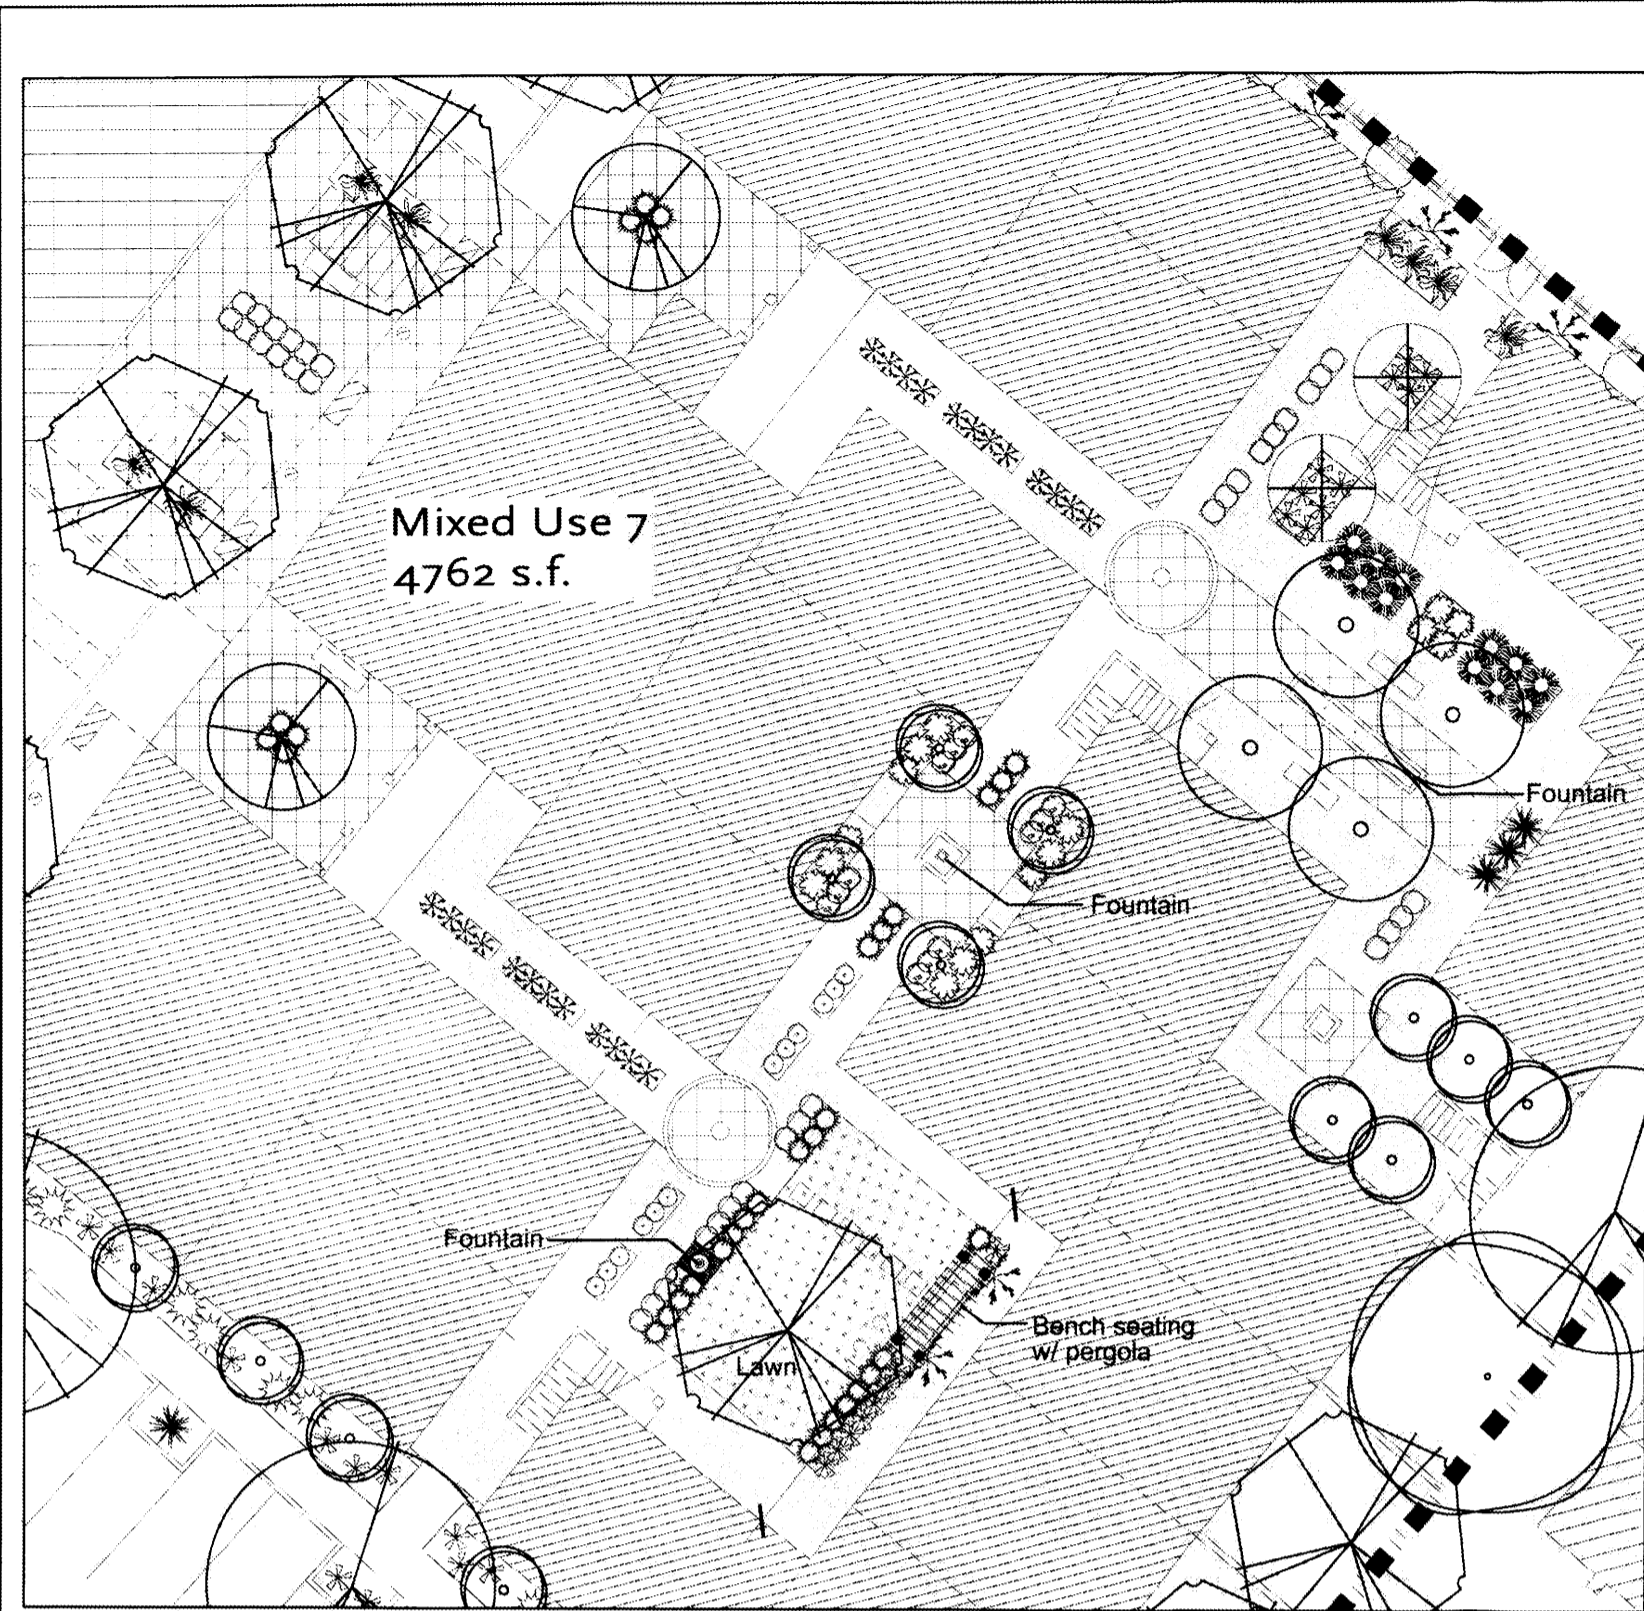 Mixed Use 7
4762 s.f.
Fountain
Fountain
Fountain
Bench seating
w/ pergola
Lawn